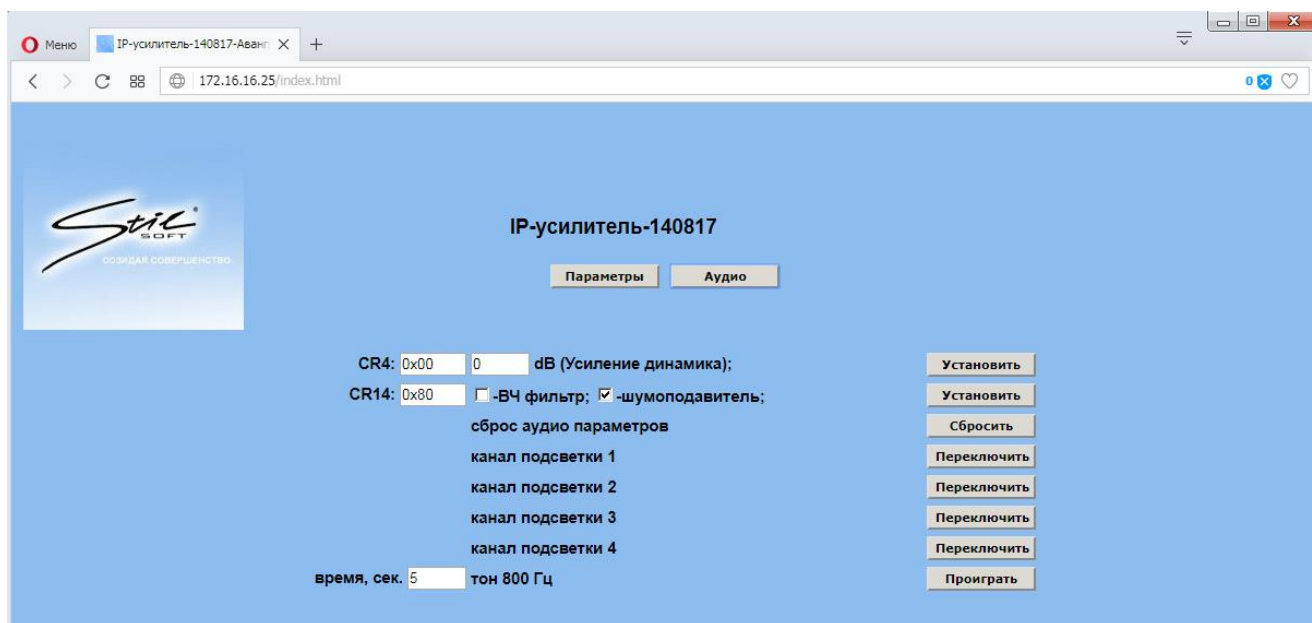 Меню IP-усилитель-140817-Аванг
172.16.16.25/index.html 0
Stil
SOFT
СОЗИДАЯ СОВЕРШЕНСТВО
IP-усилитель-140817
Параметры Аудио
CR4: 0x00 0 dB (Усиление динамика); Установить
CR14: 0x80 -ВЧ фильтр; -шумоподавитель; Установить
сброс аудио параметров Сбросить
канал подсветки 1 Переключить
канал подсветки 2 Переключить
канал подсветки 3 Переключить
канал подсветки 4 Переключить
время, сек. 5 тон 800 Гц Проиграть